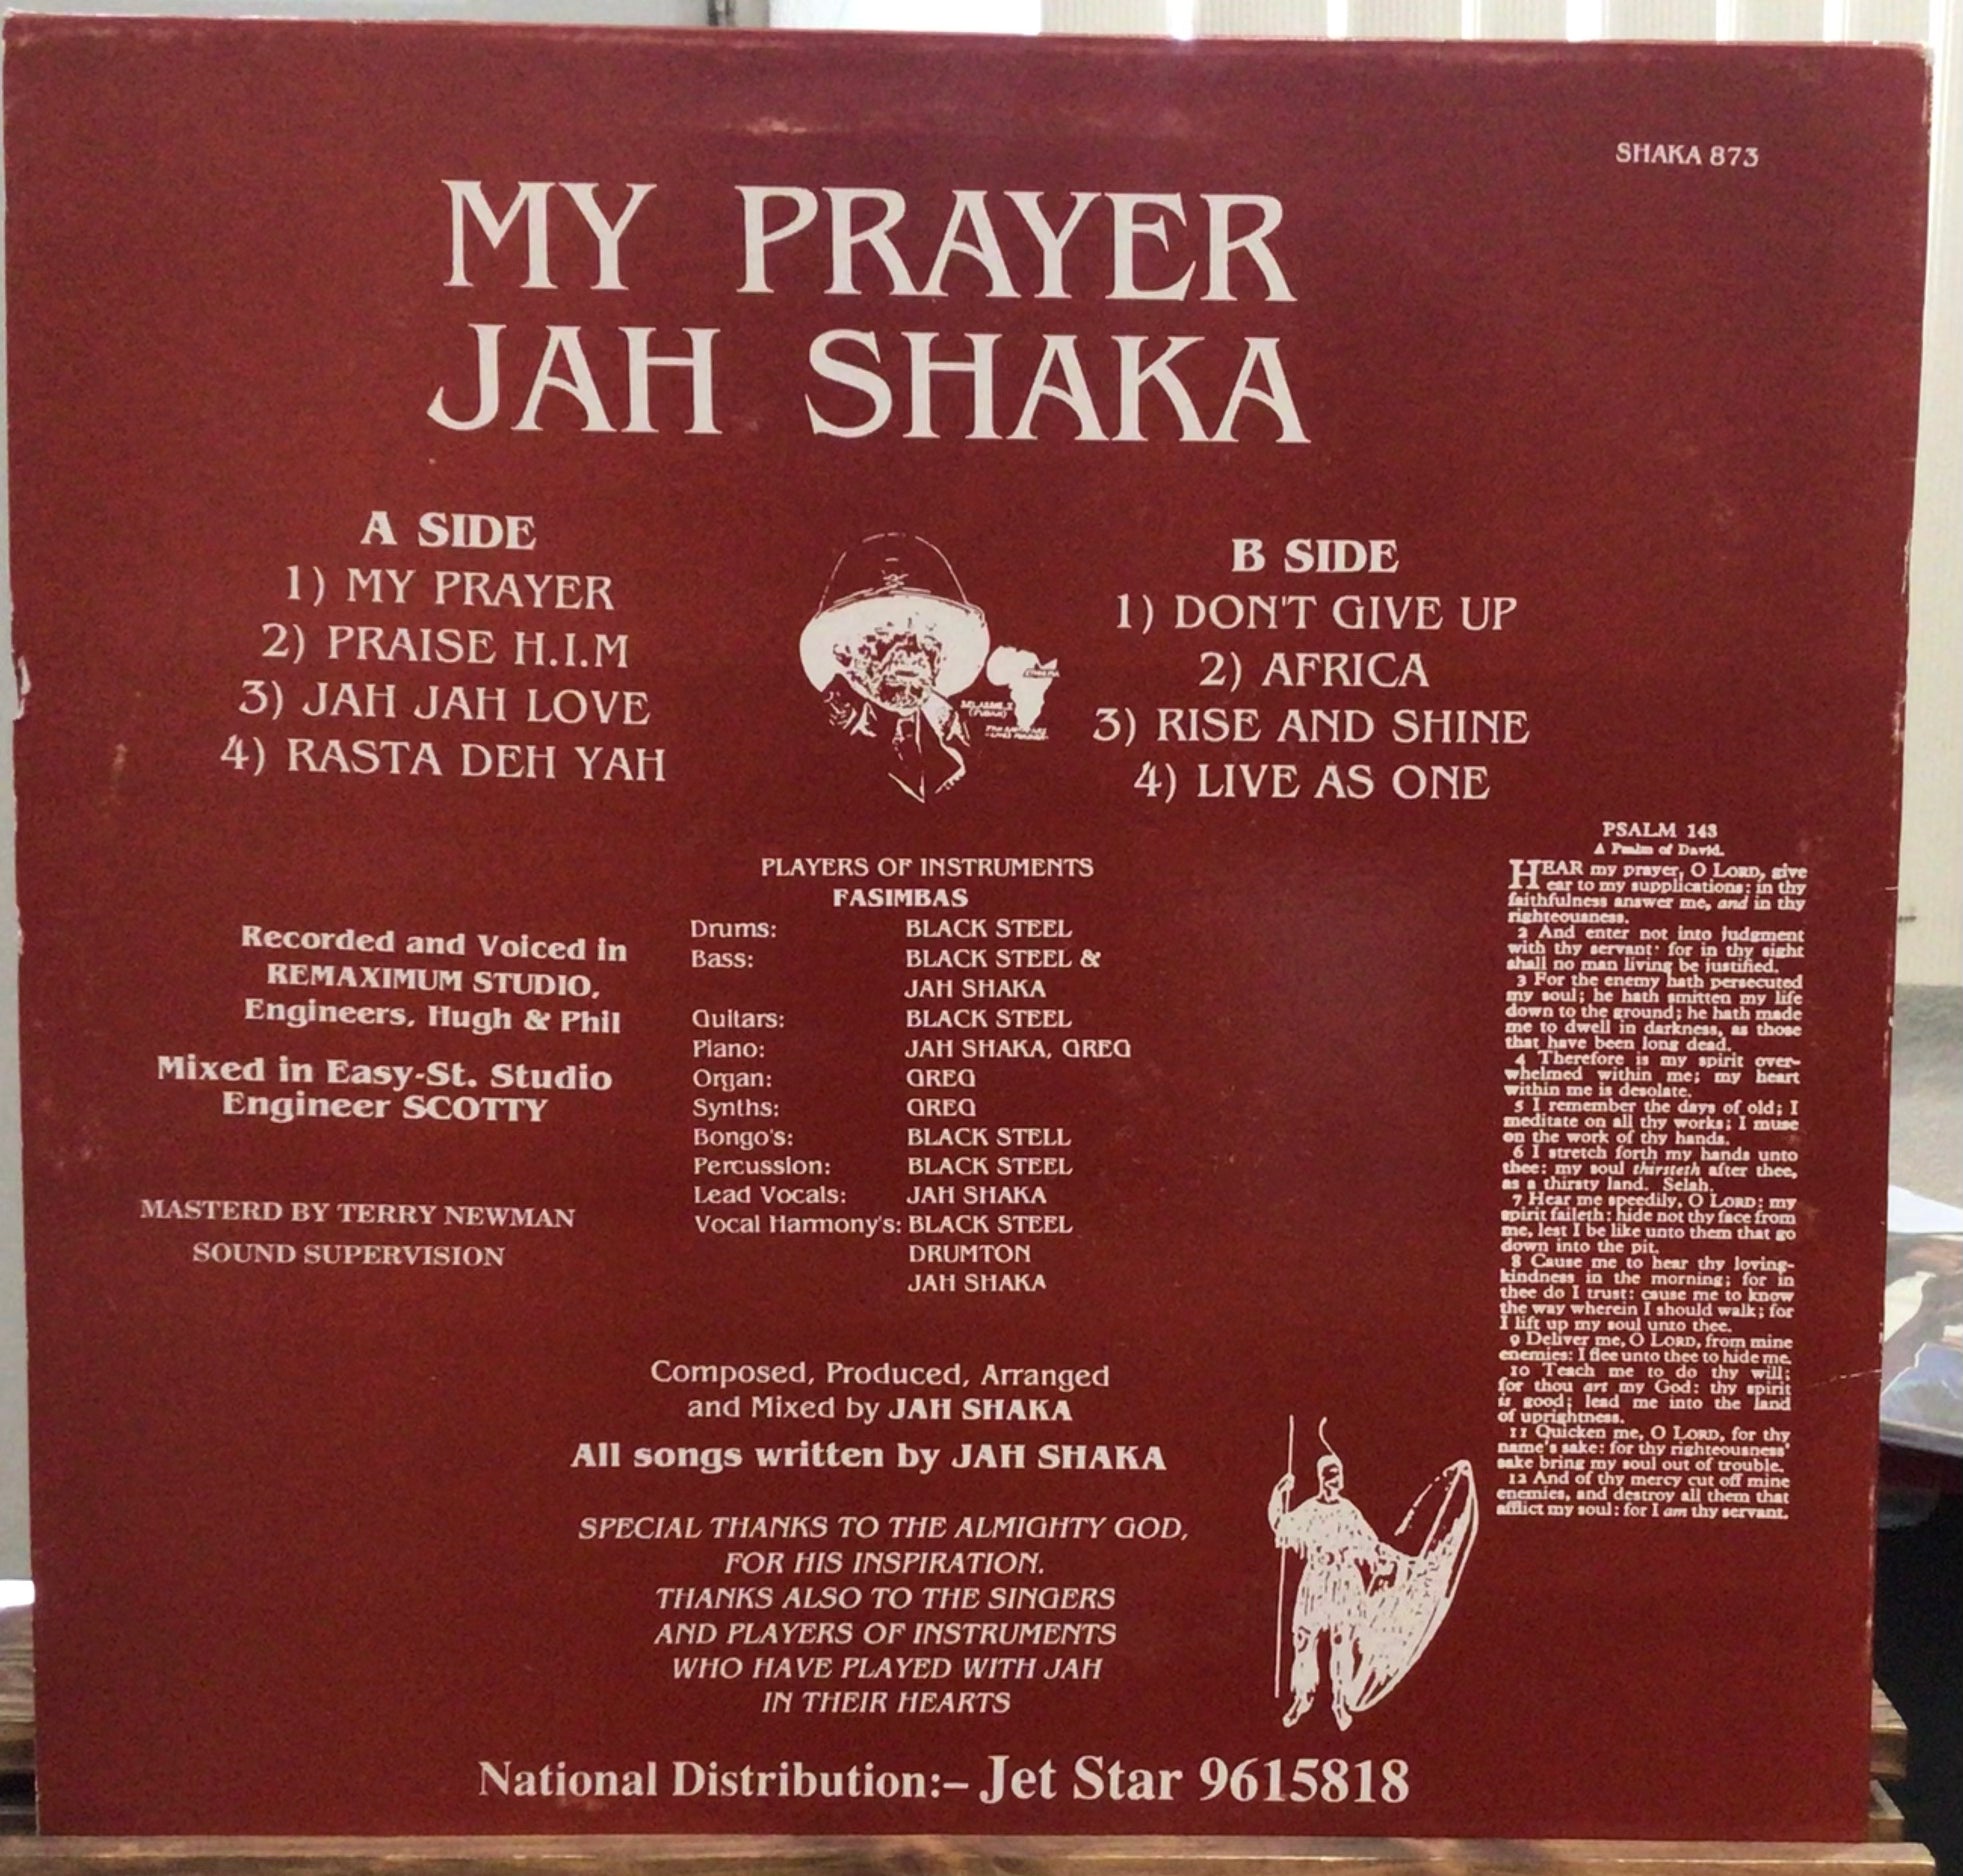 SHAKA 873
MY PRAYER
JAH SHAKA
A SIDE
1) MY PRAYER
2) PRAISE H.I.M
3) JAH JAH LOVE
4) RASTA DEH YAH
B SIDE
1) DON'T GIVE UP
2) AFRICA
3) RISE AND SHINE
4) LIVE AS ONE
ETHIOPIA
Recorded and Voiced in
REMAXIMUM STUDIO,
Engineers, Hugh & Phil
Mixed in Easy-St. Studio
Engineer SCOTTY
MASTERD BY TERRY NEWMAN
SOUND SUPERVISION
PLAYERS OF INSTRUMENTS
FASIMBAS
Drums: BLACK STEEL
Bass: BLACK STEEL &
JAH SHAKA
Guitars: BLACK STEEL
Piano: JAH SHAKA, GREG
Organ: GREG
Synths: GREG
Bongo's: BLACK STELL
Percussion: BLACK STEEL
Lead Vocals: JAH SHAKA
Vocal Harmony's: BLACK STEEL
DRUMTON
JAH SHAKA
Composed, Produced, Arranged
and Mixed by JAH SHAKA
All songs written by JAH SHAKA
SPECIAL THANKS TO THE ALMIGHTY GOD,
FOR HIS INSPIRATION.
THANKS ALSO TO THE SINGERS
AND PLAYERS OF INSTRUMENTS
WHO HAVE PLAYED WITH JAH
IN THEIR HEARTS
PSALM 143
A Psalm of David.
HEAR my prayer, O LORD, give
ear to my supplications: in thy
faithfulness answer me, and in thy
righteousness.
2 And enter not into judgment
with thy servant: for in thy sight
shall no man living be justified.
3 For the enemy hath persecuted
my soul; he hath smitten my life
down to the ground; he hath made
me to dwell in darkness, as those
that have been long dead.
4 Therefore is my spirit over-
whelmed within me; my heart
within me is desolate.
5 I remember the days of old; I
meditate on all thy works; I muse
on the work of thy hands.
6 I stretch forth my hands unto
thee: my soul thirsteth after thee,
as a thirsty land. Selah.
7 Hear me speedily, O LORD: my
spirit faileth: hide not thy face from
me, lest I be like unto them that go
down into the pit.
8 Cause me to hear thy loving-
kindness in the morning; for in
thee do I trust: cause me to know
the way wherein I should walk; for
I lift up my soul unto thee.
9 Deliver me, O LORD, from mine
enemies: I flee unto thee to hide me.
10 Teach me to do thy will;
for thou art my God: thy spirit
is good; lead me into the land
of uprightness.
11 Quicken me, O LORD, for thy
name's sake: for thy righteousness'
sake bring my soul out of trouble.
12 And of thy mercy cut off mine
enemies, and destroy all them that
afflict my soul: for I am thy servant.
National Distribution:– Jet Star 9615818